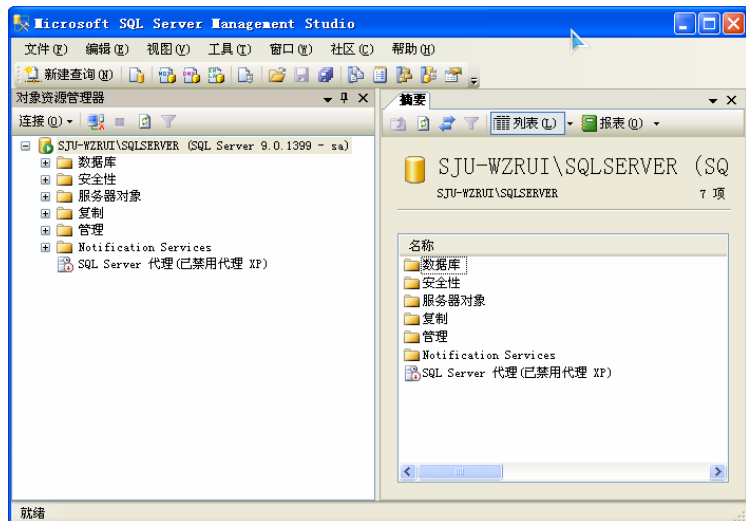 Microsoft SQL Server Management Studio
文件(F) 编辑(E) 视图(V) 工具(T) 窗口(W) 社区(C) 帮助(H)
新建查询(N)
对象资源管理器
连接(O)
SJU-WZRUI\SQLSERVER (SQL Server 9.0.1399 - sa)
数据库
安全性
服务器对象
复制
管理
Notification Services
SQL Server 代理(已禁用代理 XP)
摘要
列表(L) 报表(O)
SJU-WZRUI\SQLSERVER (SQ
SJU-WZRUI\SQLSERVER 7 项
名称
数据库
安全性
服务器对象
复制
管理
Notification Services
SQL Server 代理(已禁用代理 XP)
就绪